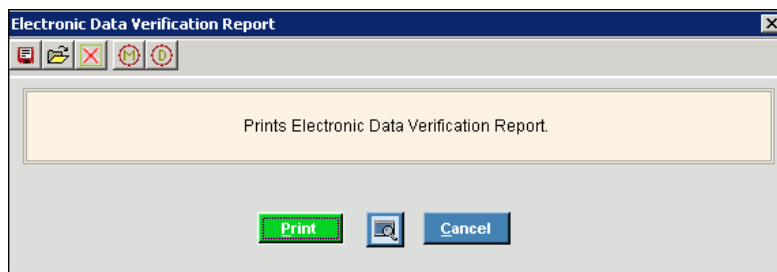 Electronic Data Verification Report
M D
Prints Electronic Data Verification Report.
Print Cancel